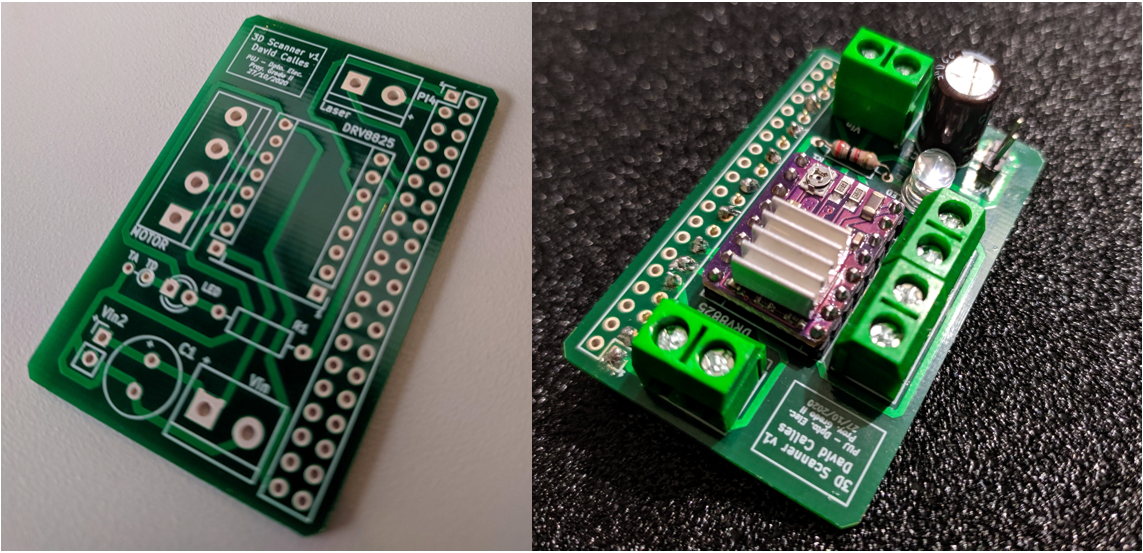 3D Scanner v1
David Calles
PUJ - Dpto. Elec.
Proy. Grado II
27/10/2020
Laser
+
Pi4
DRV8825
MOTOR
TA TB
LED
R1
Vin2
+
C1 +
Vin
Vin
DRV8825
3D Scanner v1
David Calles
PUJ - Dpto. Elec.
Proy. Grado II
27/10/2020